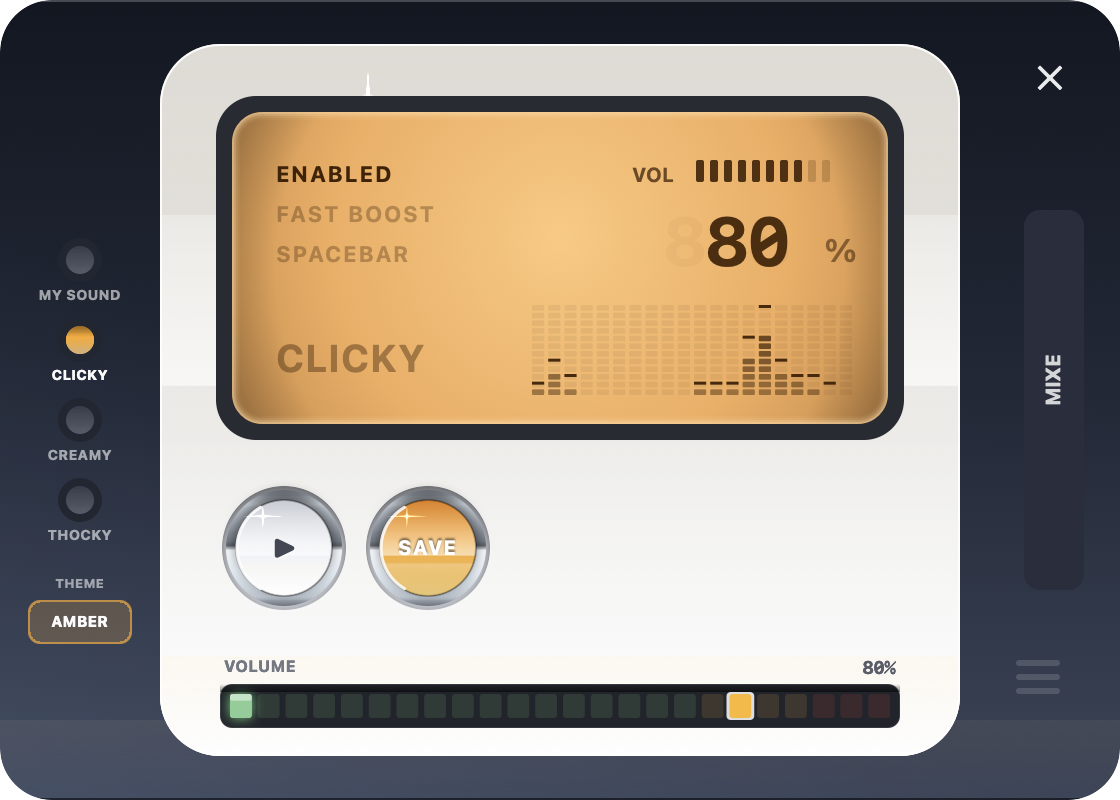 ENABLED
FAST BOOST
SPACEBAR
VOL
80
%
CLICKY
MY SOUND
CLICKY
CREAMY
THOCKY
THEME
AMBER
SAVE
VOLUME
80%
MIXE